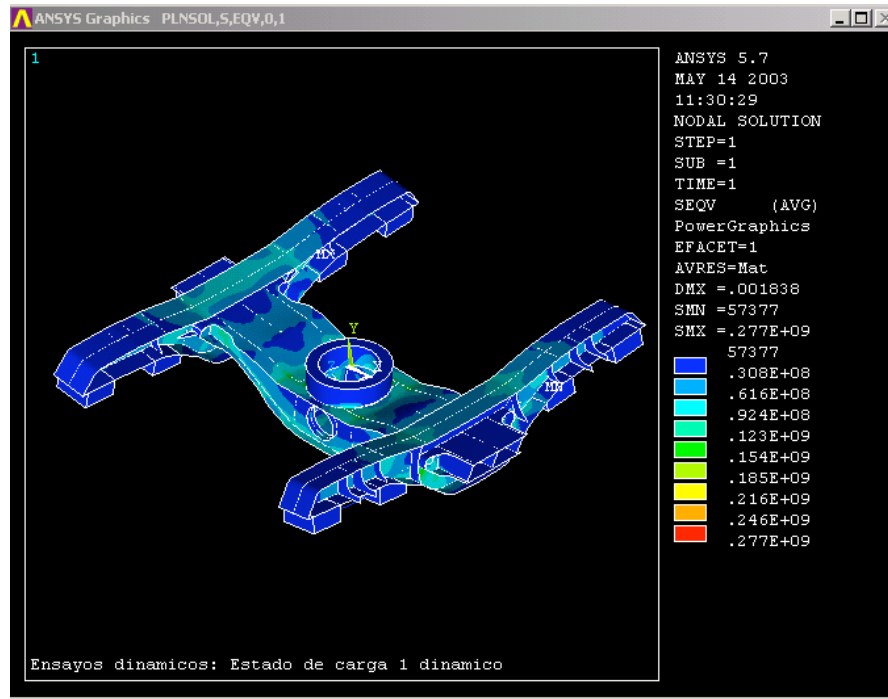 ANSYS Graphics PLNSOL,S,EQV,0,1
1
ANSYS 5.7
MAY 14 2003
11:30:29
NODAL SOLUTION
STEP=1
SUB =1
TIME=1
SEQV (AVG)
PowerGraphics
EFACET=1
AVRES=Mat
DMX =.001838
SMN =57377
SMX =.277E+09
57377
.308E+08
.616E+08
.924E+08
.123E+09
.154E+09
.185E+09
.216E+09
.246E+09
.277E+09
MX
Y
X
MN
Ensayos dinamicos: Estado de carga 1 dinamico